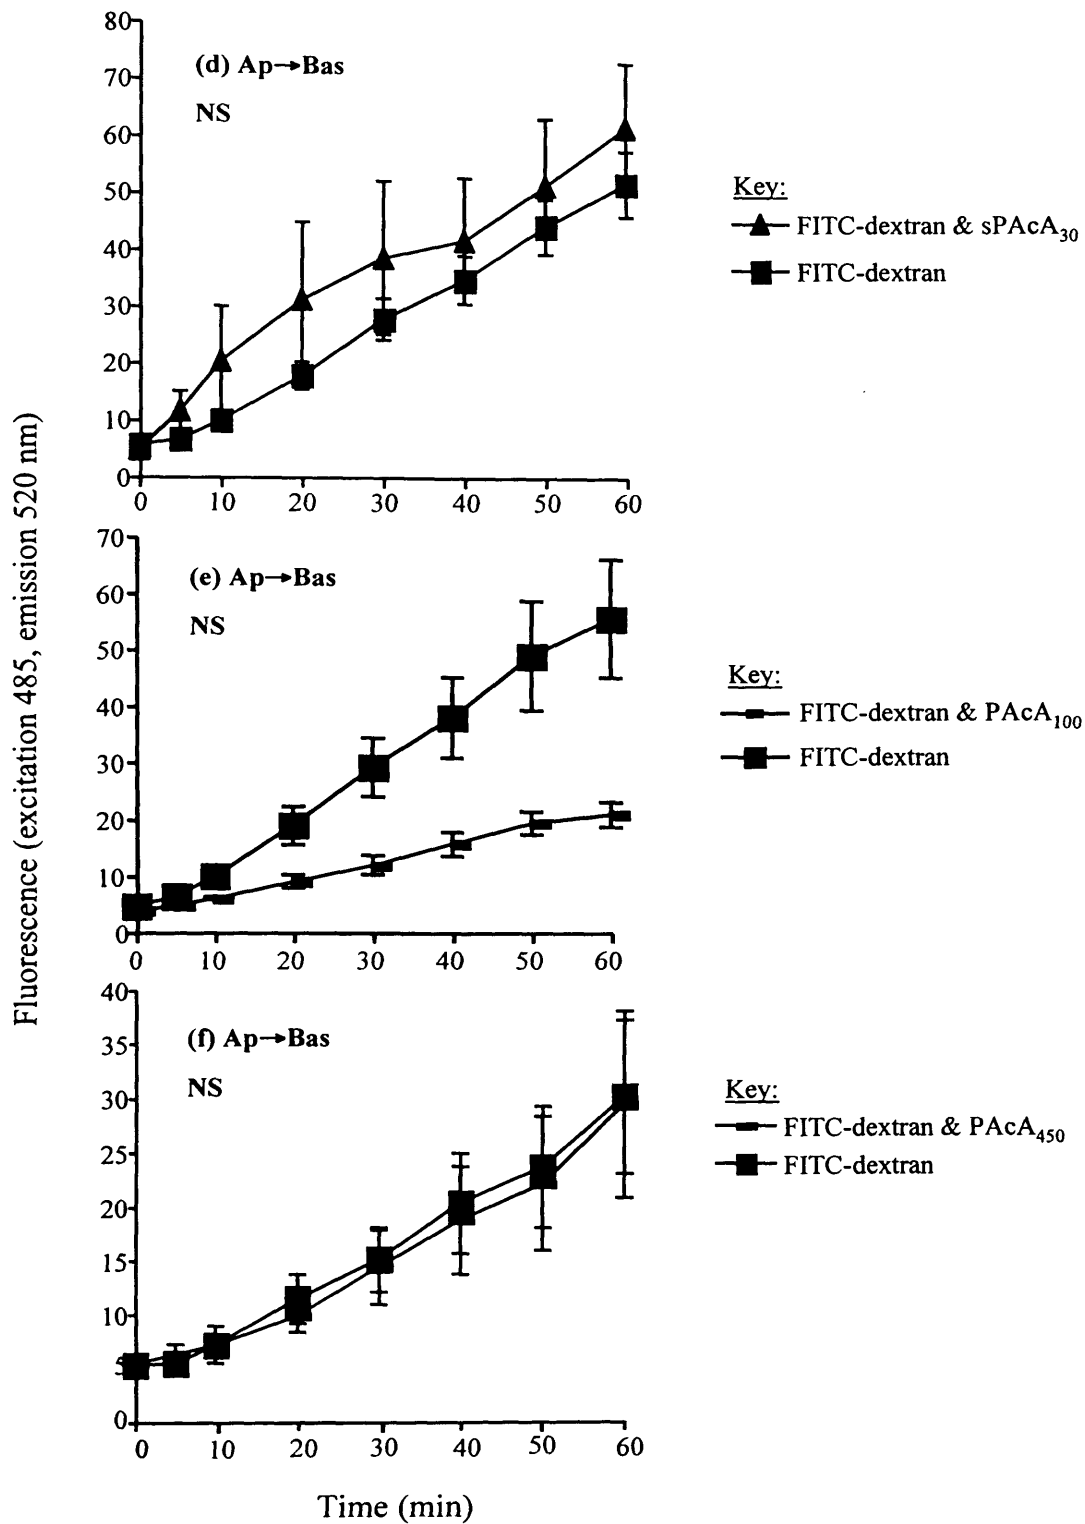 Fluorescence (excitation 485, emission 520 nm)
80
70
60
50
40
30
20
10
0
(d) Ap→Bas
NS
0 10 20 30 40 50 60
Key:
FITC-dextran & sPAcA30
FITC-dextran
70
60
50
40
30
20
10
0
(e) Ap→Bas
NS
0 10 20 30 40 50 60
Key:
FITC-dextran & PAcA100
FITC-dextran
40
35
30
25
20
15
10
5
0
(f) Ap→Bas
NS
0 10 20 30 40 50 60
Key:
FITC-dextran & PAcA450
FITC-dextran
Time (min)